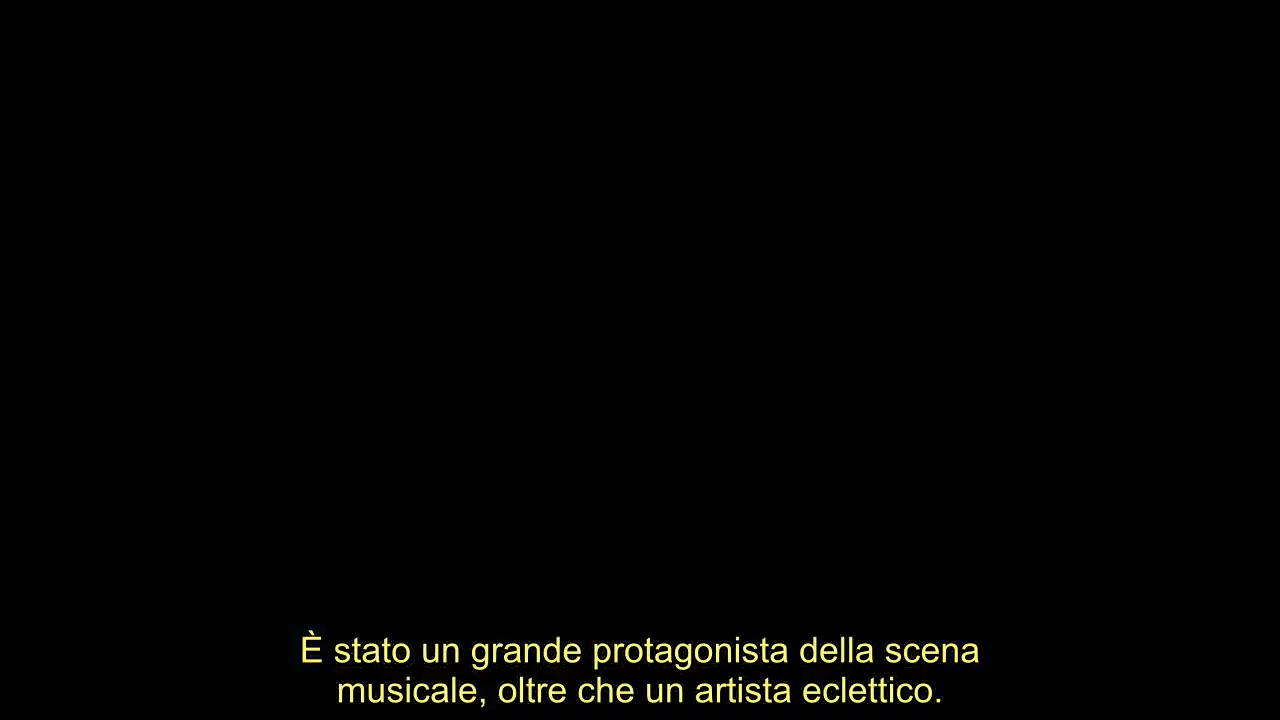 È stato un grande protagonista della scena
musicale, oltre che un artista eclettico.